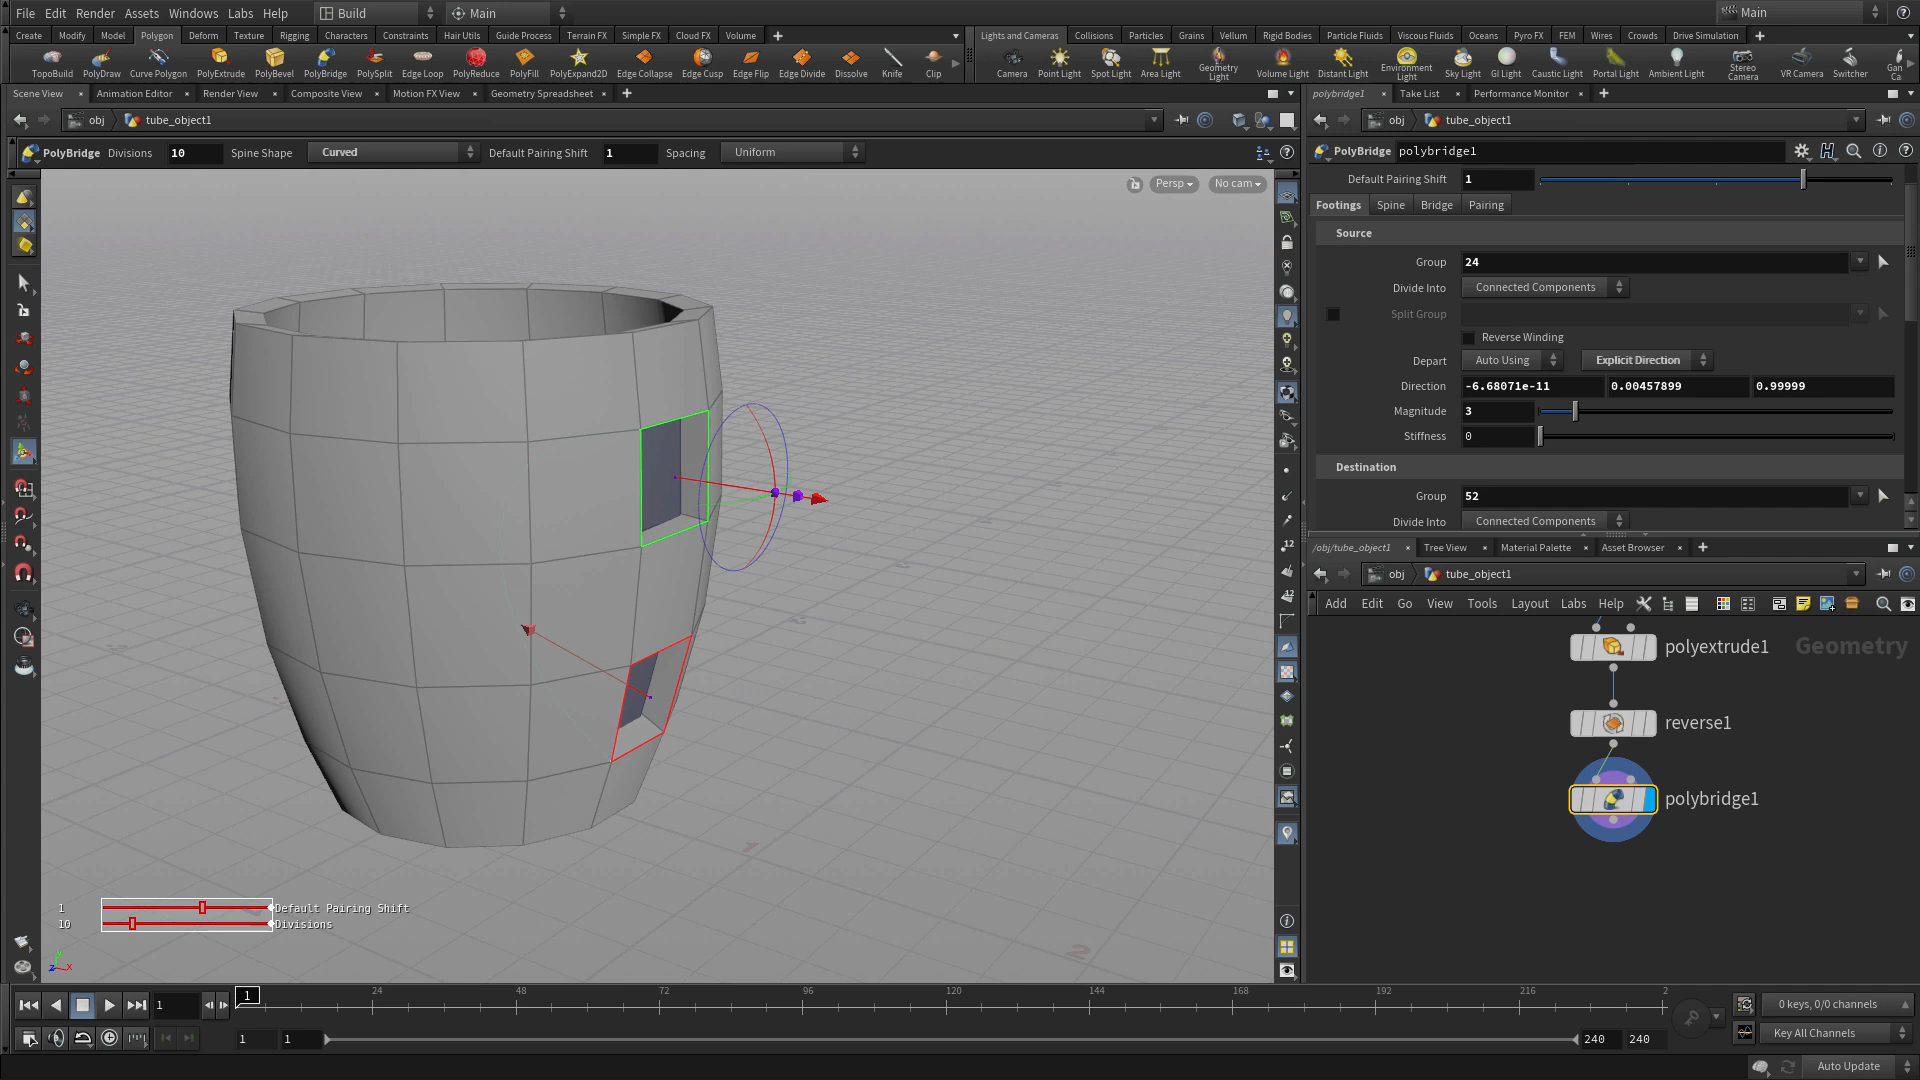 File Edit Render Assets Windows Labs Help Build Main Main
Create Modify Model Polygon Deform Texture Rigging Characters Constraints Hair Utils Guide Process Terrain FX Simple FX Cloud FX Volume
Lights and Cameras Collisions Particles Grains Vellum Rigid Bodies Particle Fluids Viscous Fluids Oceans Pyro FX FEM Wires Crowds Drive Simulation
TopoBuild PolyDraw Curve Polygon PolyExtrude PolyBevel PolyBridge PolySplit Edge Loop PolyReduce PolyFill PolyExpand2D Edge Collapse Edge Cusp Edge Flip Edge Divide Dissolve Knife Clip
Camera Point Light Spot Light Area Light Geometry Light Volume Light Distant Light Environment Light Sky Light GI Light Caustic Light Portal Light Ambient Light Stereo Camera VR Camera Switcher Gan Ca
Scene View Animation Editor Render View Composite View Motion FX View Geometry Spreadsheet
polybridge1 Take List Performance Monitor
obj tube_object1
obj tube_object1
PolyBridge Divisions 10 Spine Shape Curved Default Pairing Shift 1 Spacing Uniform
PolyBridge polybridge1
Persp No cam
Default Pairing Shift 1
Footings Spine Bridge Pairing
Source
Group 24
Divide Into Connected Components
Split Group
Reverse Winding
Depart Auto Using Explicit Direction
Direction -6.68071e-11 0.00457899 0.99999
Magnitude 3
Stiffness 0
Destination
Group 52
Divide Into Connected Components
/obj/tube_object1 Tree View Material Palette Asset Browser
obj tube_object1
Add Edit Go View Tools Layout Labs Help
Geometry
polyextrude1
reverse1
polybridge1
12
12
1 Default Pairing Shift
10 Divisions
y
z x
2
1 1 24 48 72 96 120 144 168 192 216 2
0 keys, 0/0 channels
1 1 240 240
Key All Channels
Auto Update